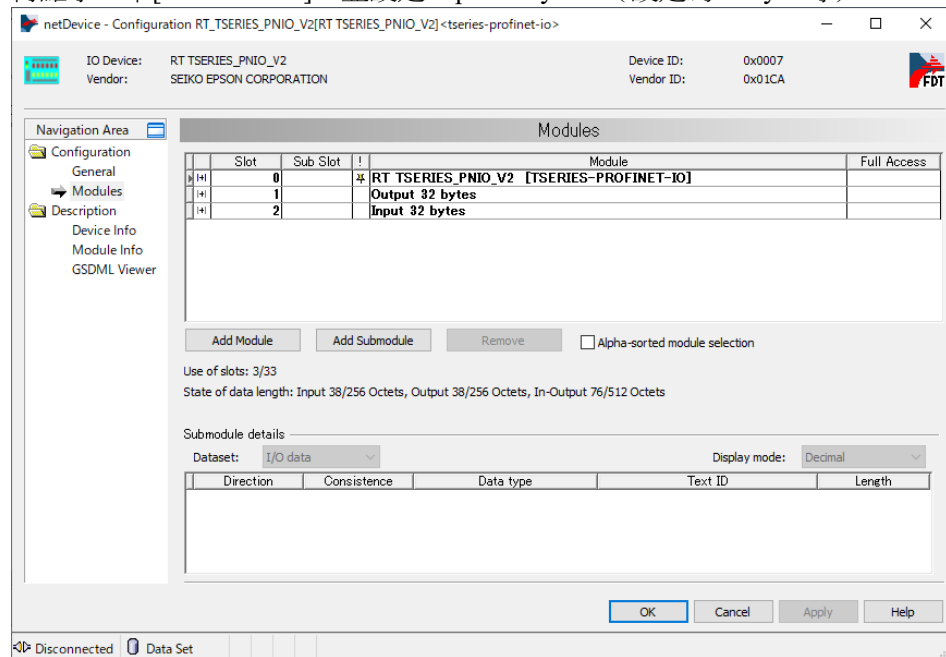 netDevice - Configuration RT_TSERIES_PNIO_V2[RT TSERIES_PNIO_V2]<tseries-profinet-io>
IO Device: RT TSERIES_PNIO_V2 Device ID: 0x0007
Vendor: SEIKO EPSON CORPORATION Vendor ID: 0x01CA
FDT
Navigation Area
Configuration
General
Modules
Description
Device Info
Module Info
GSDML Viewer
Modules
Slot Sub Slot ! Module Full Access
0 RT TSERIES_PNIO_V2 [TSERIES-PROFINET-IO]
1 Output 32 bytes
2 Input 32 bytes
Add Module Add Submodule Remove Alpha-sorted module selection
Use of slots: 3/33
State of data length: Input 38/256 Octets, Output 38/256 Octets, In-Output 76/512 Octets
Submodule details
Dataset: I/O data Display mode: Decimal
Direction Consistence Data type Text ID Length
OK Cancel Apply Help
Disconnected Data Set